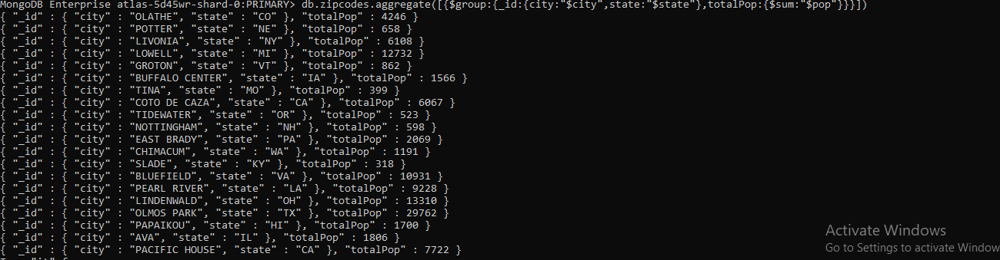 MongoDB Enterprise atlas-5d45wr-shard-0:PRIMARY> db.zipcodes.aggregate([{$group:{_id:{city:"$city",state:"$state"},totalPop:{$sum:"$pop"}}}])
{ "_id" : { "city" : "OLATHE", "state" : "CO" }, "totalPop" : 4246 }
{ "_id" : { "city" : "POTTER", "state" : "NE" }, "totalPop" : 658 }
{ "_id" : { "city" : "LIVONIA", "state" : "NY" }, "totalPop" : 6108 }
{ "_id" : { "city" : "LOWELL", "state" : "MI" }, "totalPop" : 12732 }
{ "_id" : { "city" : "GROTON", "state" : "VT" }, "totalPop" : 862 }
{ "_id" : { "city" : "BUFFALO CENTER", "state" : "IA" }, "totalPop" : 1566 }
{ "_id" : { "city" : "TINA", "state" : "MO" }, "totalPop" : 399 }
{ "_id" : { "city" : "COTO DE CAZA", "state" : "CA" }, "totalPop" : 6067 }
{ "_id" : { "city" : "TIDEWATER", "state" : "OR" }, "totalPop" : 523 }
{ "_id" : { "city" : "NOTTINGHAM", "state" : "NH" }, "totalPop" : 598 }
{ "_id" : { "city" : "EAST BRADY", "state" : "PA" }, "totalPop" : 2069 }
{ "_id" : { "city" : "CHIMACUM", "state" : "WA" }, "totalPop" : 1191 }
{ "_id" : { "city" : "SLADE", "state" : "KY" }, "totalPop" : 318 }
{ "_id" : { "city" : "BLUEFIELD", "state" : "VA" }, "totalPop" : 10931 }
{ "_id" : { "city" : "PEARL RIVER", "state" : "LA" }, "totalPop" : 9228 }
{ "_id" : { "city" : "LINDENWALD", "state" : "OH" }, "totalPop" : 13310 }
{ "_id" : { "city" : "OLMOS PARK", "state" : "TX" }, "totalPop" : 29762 }
{ "_id" : { "city" : "PAPAIKOU", "state" : "HI" }, "totalPop" : 1700 }
{ "_id" : { "city" : "AVA", "state" : "IL" }, "totalPop" : 1806 }
{ "_id" : { "city" : "PACIFIC HOUSE", "state" : "CA" }, "totalPop" : 7722 }
Activate Windows
Go to Settings to activate Window